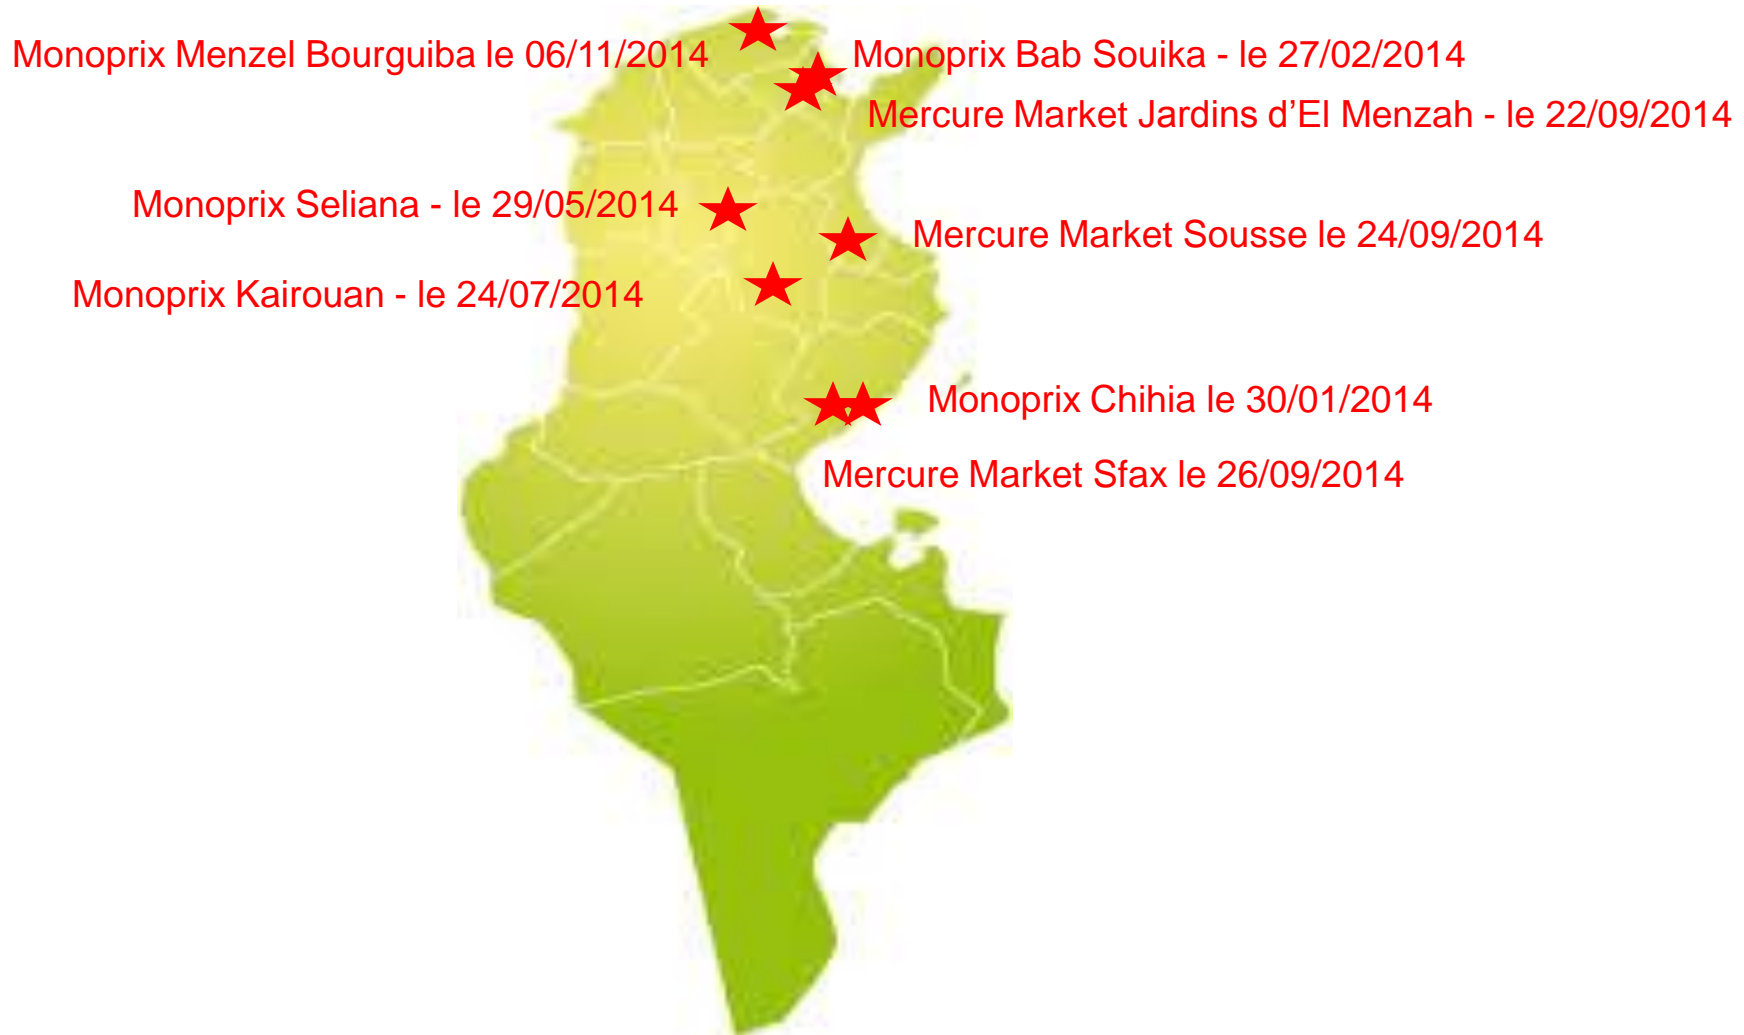 Monoprix Menzel Bourguiba le 06/11/2014
Monoprix Bab Souika - le 27/02/2014
Mercure Market Jardins d’El Menzah - le 22/09/2014
Monoprix Seliana - le 29/05/2014
Mercure Market Sousse le 24/09/2014
Monoprix Kairouan - le 24/07/2014
Monoprix Chihia le 30/01/2014
Mercure Market Sfax le 26/09/2014